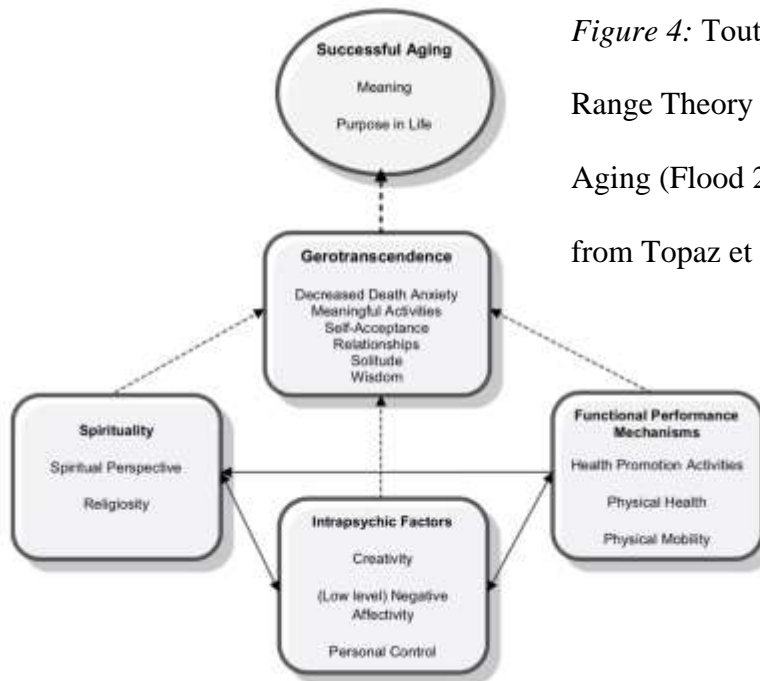 Successful Aging
Meaning
Purpose in Life
Figure 4: Tout
Range Theory
Aging (Flood 2
from Topaz et
Gerotranscendence
Decreased Death Anxiety
Meaningful Activities
Self-Acceptance
Relationships
Solitude
Wisdom
Spirituality
Spiritual Perspective
Religiosity
Functional Performance
Mechanisms
Health Promotion Activities
Physical Health
Physical Mobility
Intrapsychic Factors
Creativity
(Low level) Negative
Affectivity
Personal Control